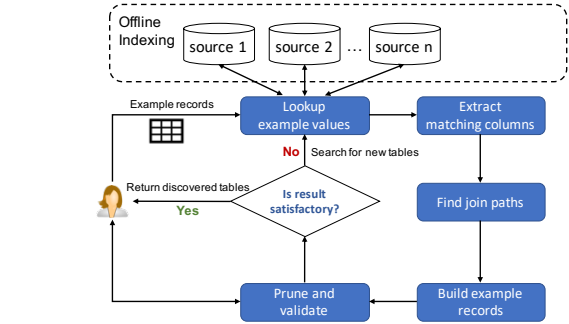 Offline
Indexing
source 1
source 2
...
source n
Example records
Lookup
example values
Extract
matching columns
No
Search for new tables
Return discovered tables
Yes
Is result
satisfactory?
Find join paths
Prune and
validate
Build example
records